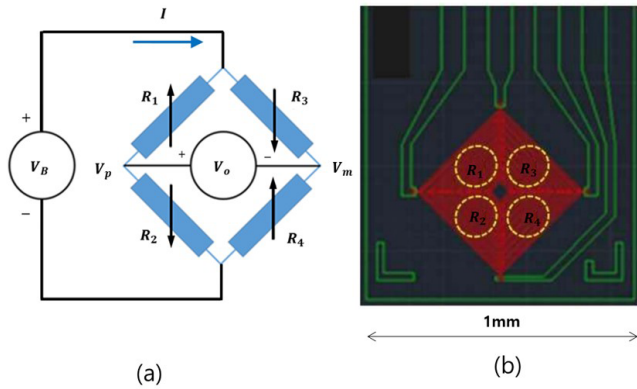 I
+
V_B
−
R_1
R_3
V_p
+
V_o
−
V_m
R_2
R_4
(a)
R_1
R_3
R_2
R_4
1mm
(b)